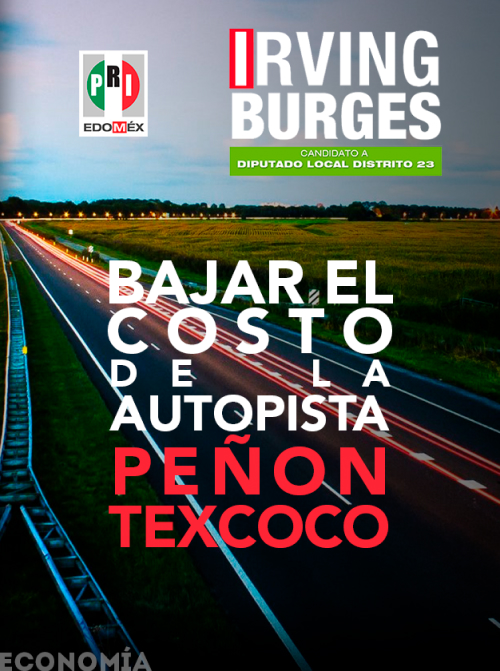 PRI
EDOMÉX
IRVING
BURGES
CANDIDATO A
DIPUTADO LOCAL DISTRITO 23
BAJAR EL
COSTO
DE LA
AUTOPISTA
PEÑON
TEXCOCO
ECONOMÍA